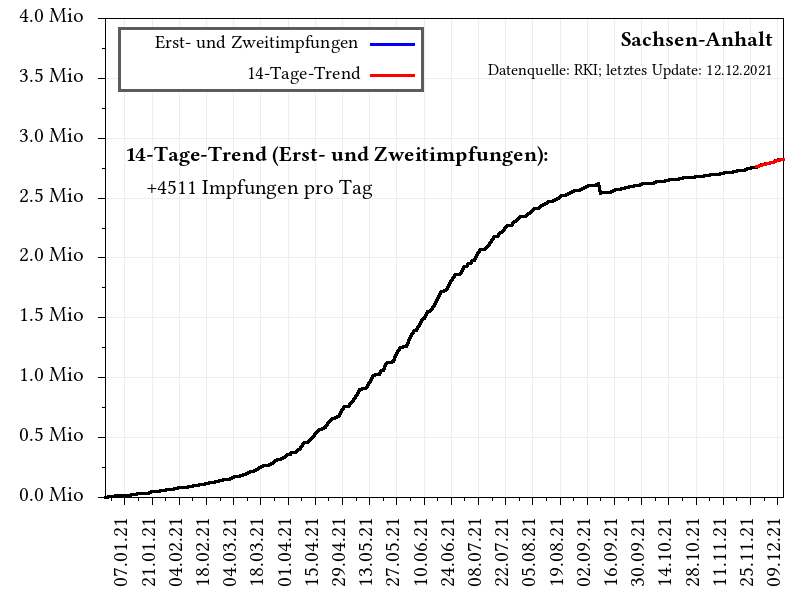 4.0 Mio
3.5 Mio
3.0 Mio
2.5 Mio
2.0 Mio
1.5 Mio
1.0 Mio
0.5 Mio
0.0 Mio
Erst- und Zweitimpfungen
14-Tage-Trend
Sachsen-Anhalt
Datenquelle: RKI; letztes Update: 12.12.2021
14-Tage-Trend (Erst- und Zweitimpfungen):
+4511 Impfungen pro Tag
07.01.21
21.01.21
04.02.21
18.02.21
04.03.21
18.03.21
01.04.21
15.04.21
29.04.21
13.05.21
27.05.21
10.06.21
24.06.21
08.07.21
22.07.21
05.08.21
19.08.21
02.09.21
16.09.21
30.09.21
14.10.21
28.10.21
11.11.21
25.11.21
09.12.21